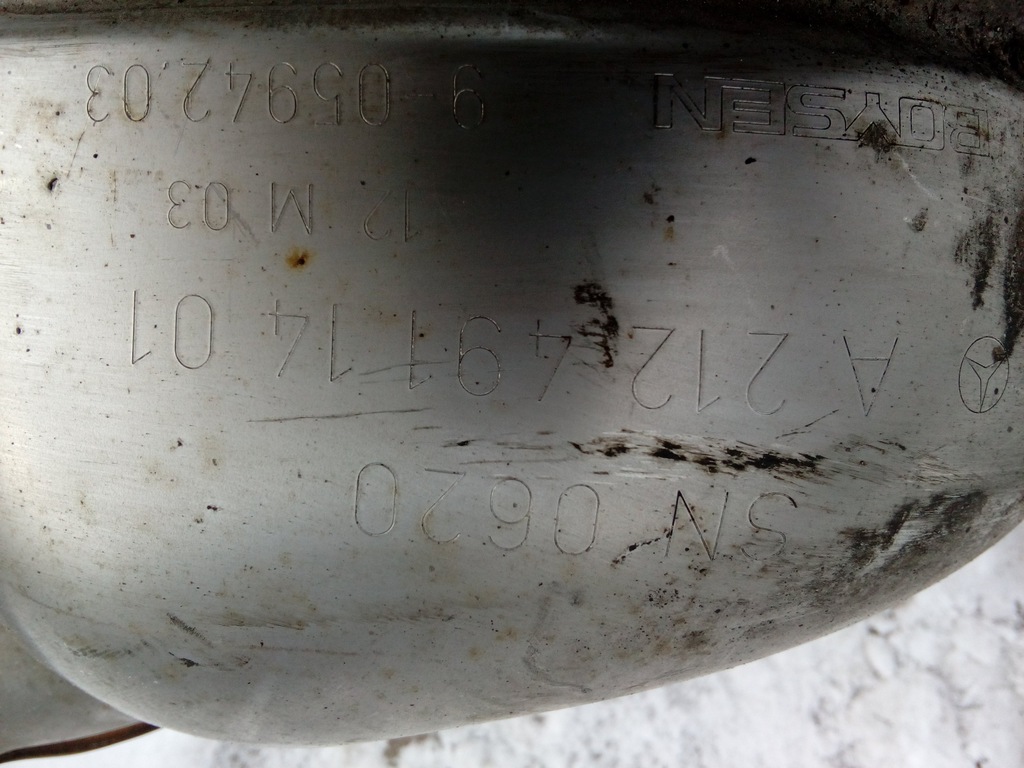 SN 0620
A 212 491 14 01
12 M 03
BOYSEN 9-05942.03